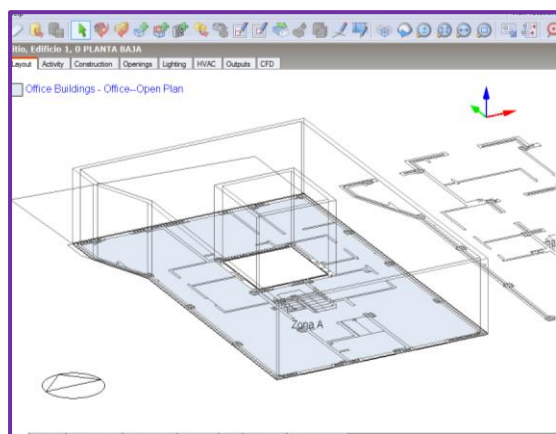 itio, Edificio 1, 0 PLANTA BAJA
Layout Activity Construction Openings Lighting HVAC Outputs CFD
Office Buildings - Office--Open Plan
Zona A